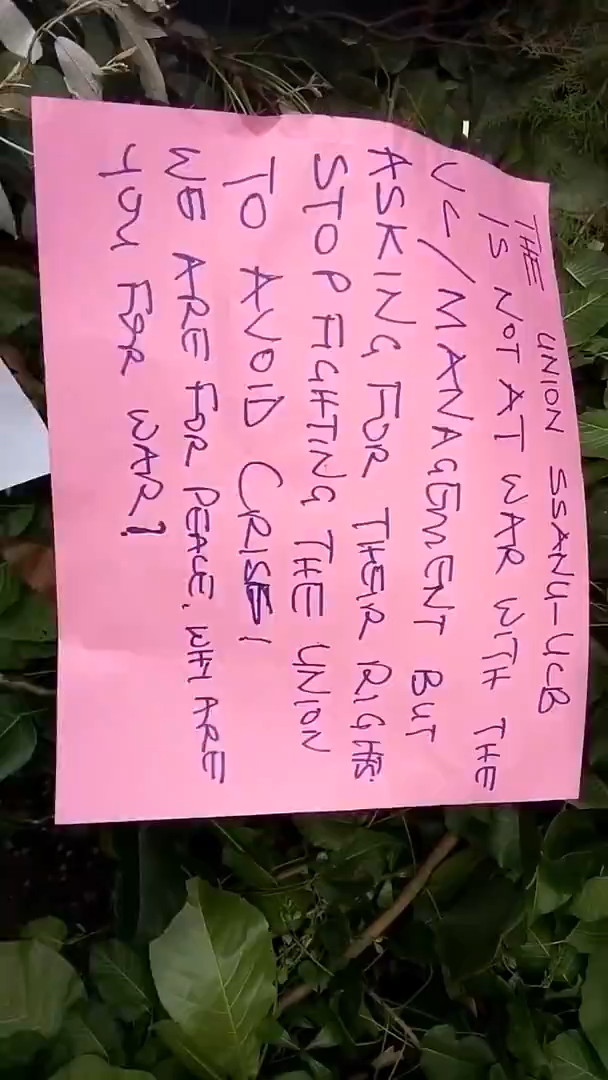 THE UNION SSANU-UCB
IS NOT AT WAR WITH THE
VC/MANAGEMENT BUT
ASKING FOR THEIR RIGHTS
STOP FIGHTING THE UNION
TO AVOID CRISES!
WE ARE FOR PEACE. WHY ARE
YOU FOR WAR?